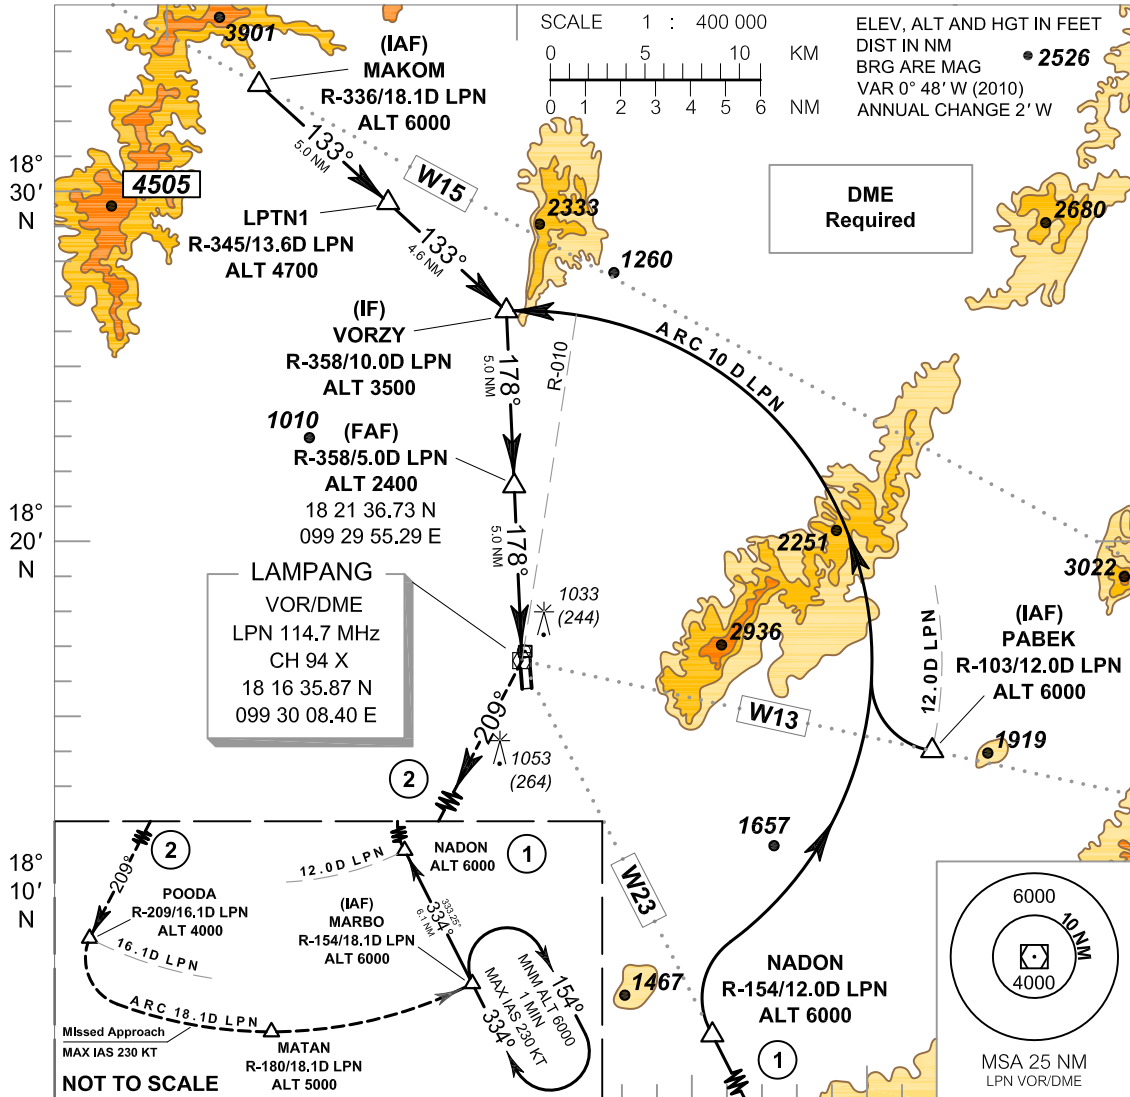 3901
(IAF)
MAKOM
R-336/18.1D LPN
ALT 6000
SCALE 1 : 400 000
0 5 10 KM
0 1 2 3 4 5 6 NM
ELEV, ALT AND HGT IN FEET
DIST IN NM
BRG ARE MAG
VAR 0° 48' W (2010)
ANNUAL CHANGE 2' W
2526
133°
5.0 NM
W15
18°
30'
N
4505
LPTN1
R-345/13.6D LPN
ALT 4700
133°
4.6 NM
2333
1260
DME
Required
2680
(IF)
VORZY
R-358/10.0D LPN
ALT 3500
178°
5.0 NM
R-010
ARC 10 D LPN
1010
(FAF)
R-358/5.0D LPN
ALT 2400
18 21 36.73 N
099 29 55.29 E
178°
5.0 NM
18°
20'
N
2251
3022
LAMPANG
VOR/DME
LPN 114.7 MHz
CH 94 X
18 16 35.87 N
099 30 08.40 E
1033
(244)
2936
12.0D LPN
(IAF)
PABEK
R-103/12.0D LPN
ALT 6000
W13
1919
209°
1053
(264)
2
1657
18°
10'
N
2
209°
POODA
R-209/16.1D LPN
ALT 4000
16.1D LPN
12.0D LPN
NADON
ALT 6000
1
(IAF)
MARBO
R-154/18.1D LPN
ALT 6000
333.25°
334°
6.1 NM
154°
MNM ALT 6000
1 MIN
MAX IAS 230 KT
334°
ARC 18.1D LPN
Missed Approach
MAX IAS 230 KT
MATAN
R-180/18.1D LPN
ALT 5000
NOT TO SCALE
W23
1467
NADON
R-154/12.0D LPN
ALT 6000
1
6000
10 NM
4000
MSA 25 NM
LPN VOR/DME